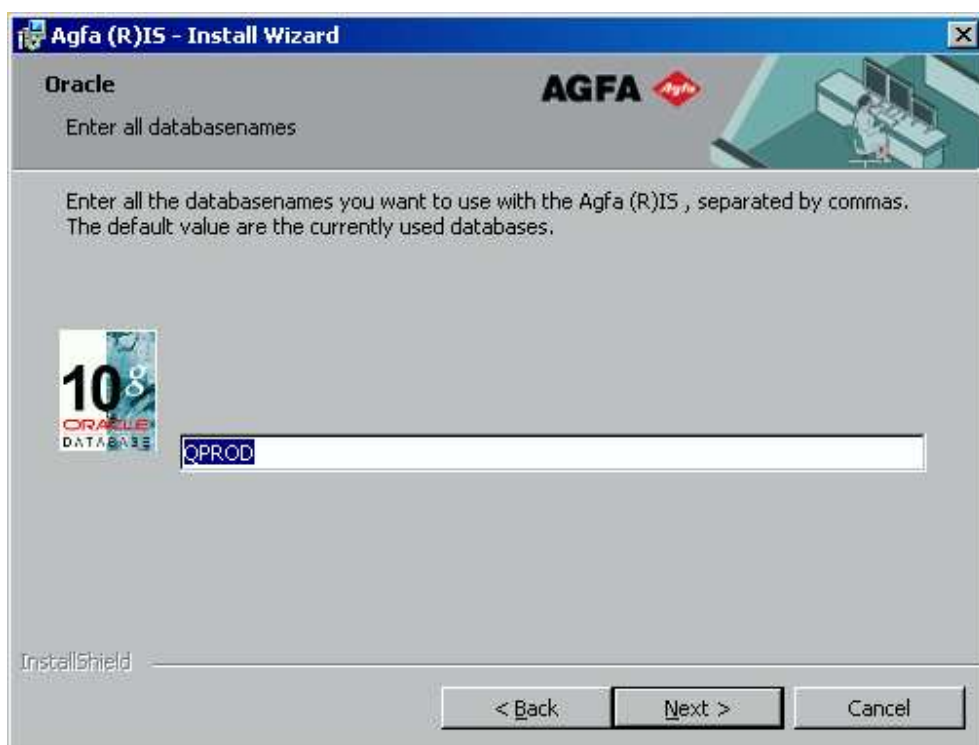 Agfa (R)IS - Install Wizard
Oracle
AGFA
Agfa
Enter all databasenames
Enter all the databasenames you want to use with the Agfa (R)IS , separated by commas.
The default value are the currently used databases.
10g
ORACLE
DATABASE
QPROD
InstallShield
< Back
Next >
Cancel